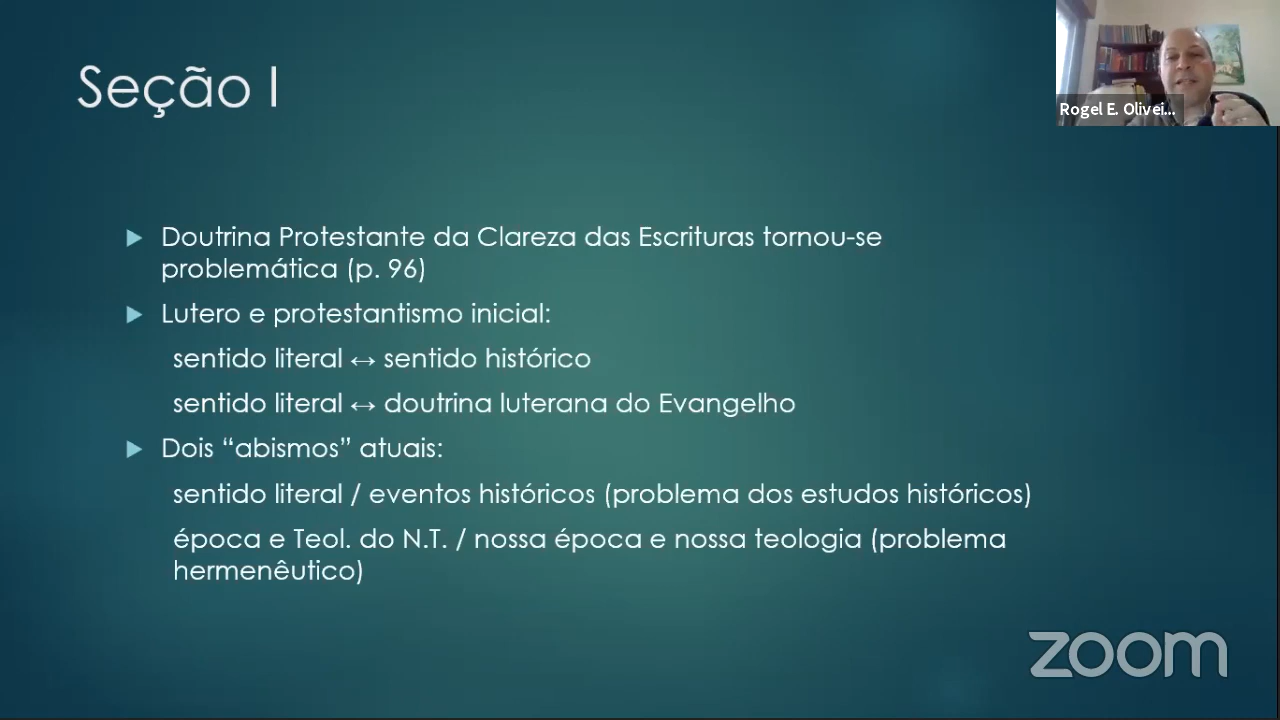 Seção I
Rogel E. Olivei...
Doutrina Protestante da Clareza das Escrituras tornou-se
problemática (p. 96)
Lutero e protestantismo inicial:
sentido literal ↔ sentido histórico
sentido literal ↔ doutrina luterana do Evangelho
Dois “abismos” atuais:
sentido literal / eventos históricos (problema dos estudos históricos)
época e Teol. do N.T. / nossa época e nossa teologia (problema
hermenêutico)
zoom